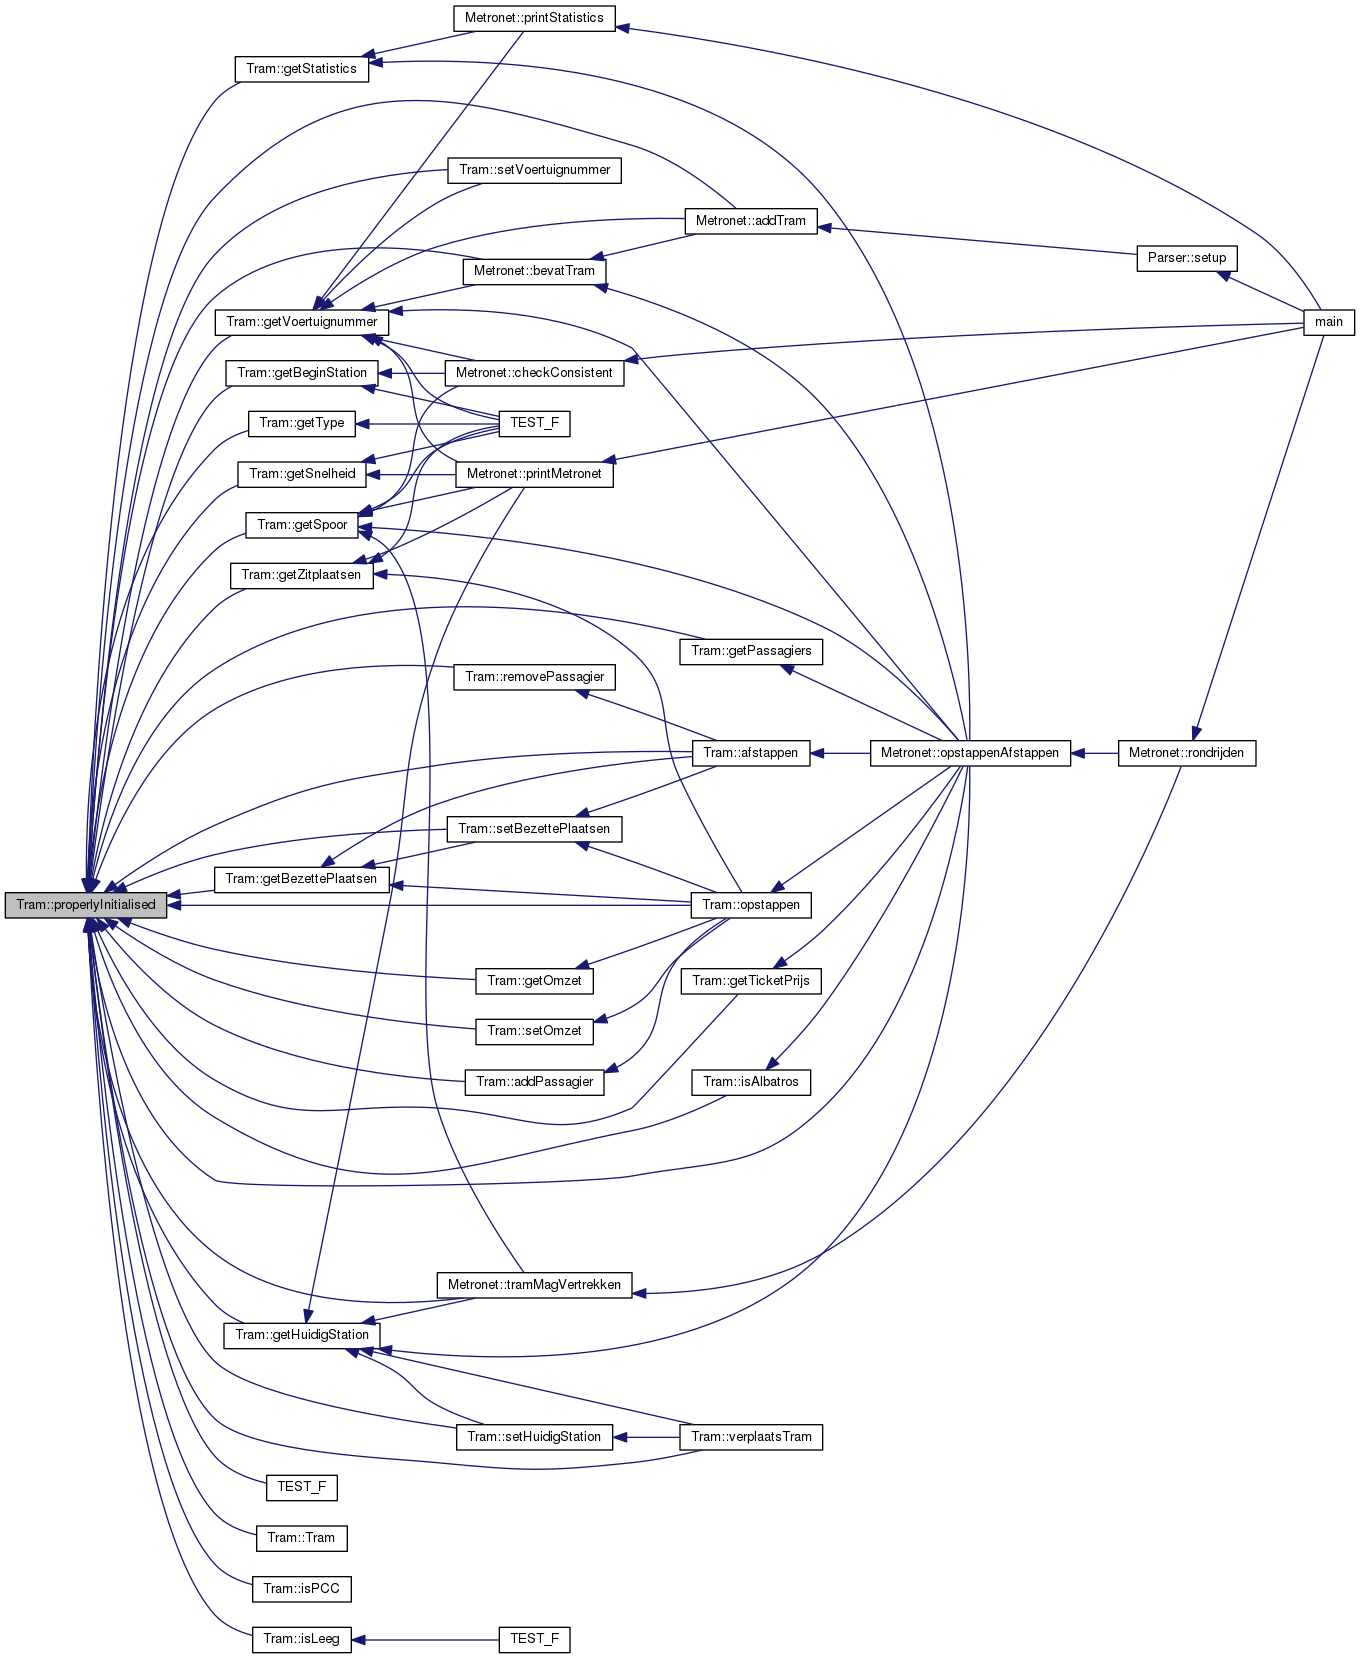 Metronet::printStatistics
Tram::getStatistics
Tram::setVoertuignummer
Metronet::addTram
Parser::setup
Metronet::bevatTram
Tram::getVoertuignummer
main
Tram::getBeginStation
Metronet::checkConsistent
Tram::getType
TEST_F
Tram::getSnelheid
Metronet::printMetronet
Tram::getSpoor
Tram::getZitplaatsen
Tram::getPassagiers
Tram::removePassagier
Tram::afstappen
Metronet::opstappenAfstappen
Metronet::rondrijden
Tram::setBezettePlaatsen
Tram::getBezettePlaatsen
Tram::properlyInitialised
Tram::opstappen
Tram::getOmzet
Tram::getTicketPrijs
Tram::setOmzet
Tram::addPassagier
Tram::isAlbatros
Metronet::tramMagVertrekken
Tram::getHuidigStation
Tram::setHuidigStation
Tram::verplaatsTram
TEST_F
Tram::Tram
Tram::isPCC
Tram::isLeeg
TEST_F